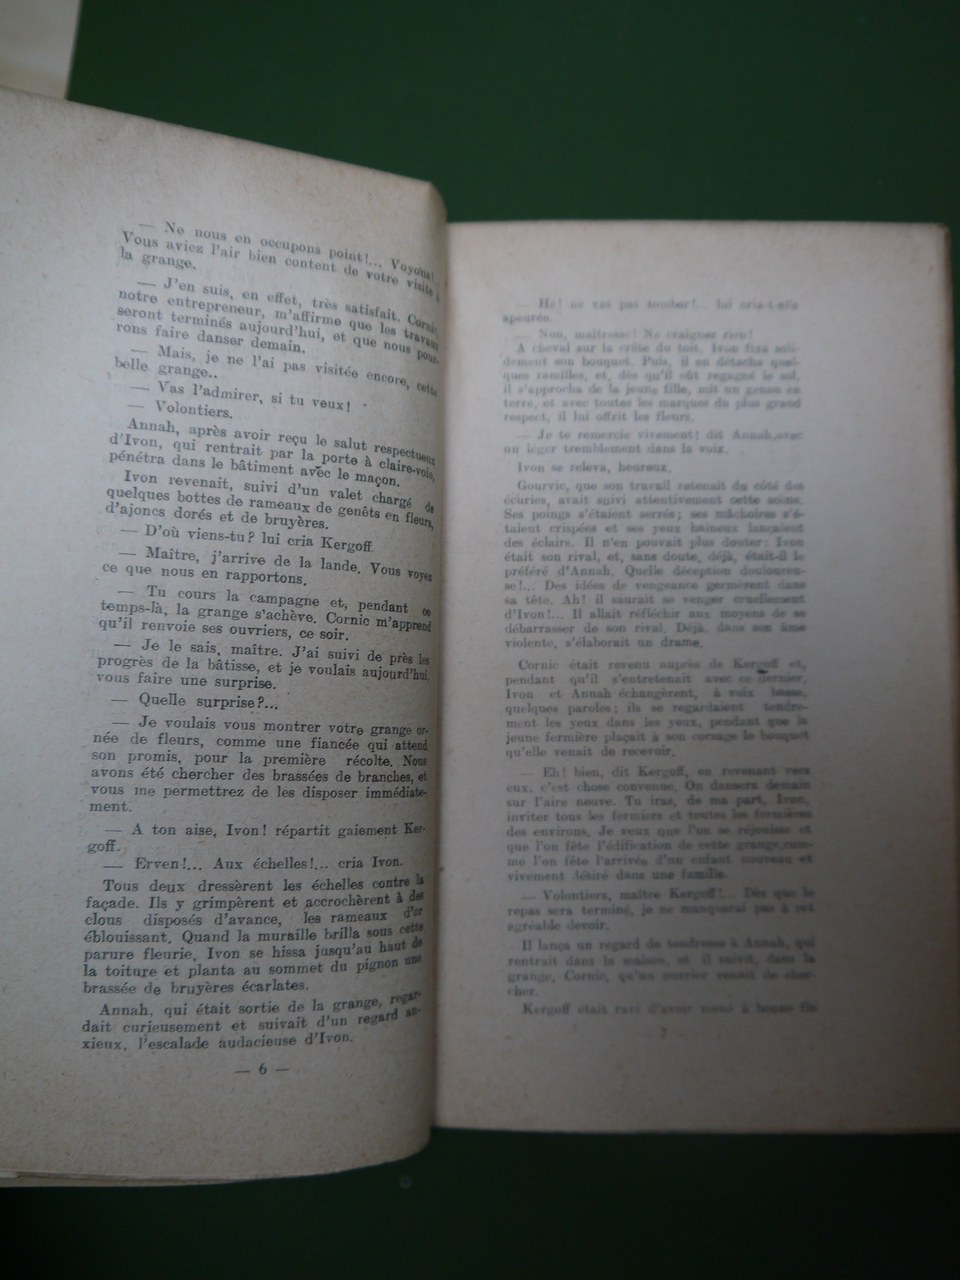 — Ne nous en occupons point!... Voyons!...
Vous aviez l'air bien content de votre visite à
la grange.
— J'en suis, en effet, très satisfait. Cornic,
notre entrepreneur, m'affirme que les travaux
seront terminés aujourd'hui, et que nous pour-
rons faire danser demain.
— Mais, je ne l'ai pas visitée encore, cette
belle grange..
— Vas l'admirer, si tu veux!
— Volontiers.
Annah, après avoir reçu le salut respectueux
d'Ivon, qui rentrait par la porte à claire-voie,
pénétra dans le bâtiment avec le maçon.
Ivon revenait, suivi d'un valet chargé de
quelques bottes de rameaux de genêts en fleurs,
d'ajoncs dorés et de bruyères.
— D'où viens-tu? lui cria Kergoff.
— Maître, j'arrive de la lande. Vous voyez
ce que nous en rapportons.
— Tu cours la campagne et, pendant ce
temps-là, la grange s'achève. Cornic m'apprend
qu'il renvoie ses ouvriers, ce soir.
— Je le sais, maître. J'ai suivi de près les
progrès de la bâtisse, et je voulais aujourd'hui,
vous faire une surprise.
— Quelle surprise?...
— Je voulais vous montrer votre grange or-
née de fleurs, comme une fiancée qui attend
son promis, pour la première récolte. Nous
avons été chercher des brassées de branches, et
vous me permettrez de les disposer immédiate-
ment.
— A ton aise, Ivon! répartit gaiement Ker-
goff.
— Erven!... Aux échelles!... cria Ivon.
Tous deux dressèrent les échelles contre la
façade. Ils y grimpèrent et accrochèrent à des
clous disposés d'avance, les rameaux d'or
éblouissant. Quand la muraille brilla sous cette
parure fleurie, Ivon se hissa jusqu'au haut de
la toiture et planta au sommet du pignon une
brassée de bruyères écarlates.
Annah, qui était sortie de la grange, regar-
dait curieusement et suivait d'un regard an-
xieux, l'escalade audacieuse d'Ivon.
— 6 —
— Hé! ne vas pas tomber!... lui cria-t-elle
apeurée.
— Non, maîtresse! Ne craignez rien!
A cheval sur la crête du toit, Ivon fixa soli-
dement son bouquet. Puis, il en détacha quel-
ques ramilles, et, dès qu'il eût regagné le sol,
il s'approcha de la jeune fille, mit un genou en
terre, et avec toutes les marques du plus grand
respect, il lui offrit les fleurs.
— Je te remercie vivement! dit Annah, avec
un léger tremblement dans la voix.
Ivon se releva, heureux.
Gourvic, que son travail retenait du côté des
écuries, avait suivi attentivement cette scène.
Ses poings s'étaient serrés; ses mâchoires s'é-
taient crispées et ses yeux haineux lançaient
des éclairs. Il n'en pouvait plus douter: Ivon
était son rival, et, sans doute, déjà, était-il le
préféré d'Annah. Quelle déception douloureu-
se!... Des idées de vengeance germèrent dans
sa tête. Ah! il saurait se venger cruellement
d'Ivon!... Il allait réfléchir aux moyens de se
débarrasser de son rival. Déjà, dans son âme
violente, s'élaborait un drame.
Cornic était revenu auprès de Kergoff et,
pendant qu'il s'entretenait avec ce dernier,
Ivon et Annah échangèrent, à voix basse,
quelques paroles; ils se regardaient tendre-
ment les yeux dans les yeux, pendant que la
jeune fermière plaçait à son corsage le bouquet
qu'elle venait de recevoir.
— Eh! bien, dit Kergoff, en revenant vers
eux, c'est chose convenue. On dansera demain
sur l'aire neuve. Tu iras, de ma part, Ivon,
inviter tous les fermiers et toutes les fermières
des environs. Je veux que l'on se réjouisse et
que l'on fête l'édification de cette grange,com-
me l'on fête l'arrivée d'un enfant nouveau et
vivement désiré dans une famille.
— Volontiers, maître Kergoff!... Dès que le
repas sera terminé, je ne manquerai pas à cet
agréable devoir.
Il lança un regard de tendresse à Annah, qui
rentrait dans la maison, et il suivit, dans la
grange, Cornic, qu'un ouvrier venait de cher-
cher.
Kergoff était ravi d'avoir mené à bonne fin
— 7 —